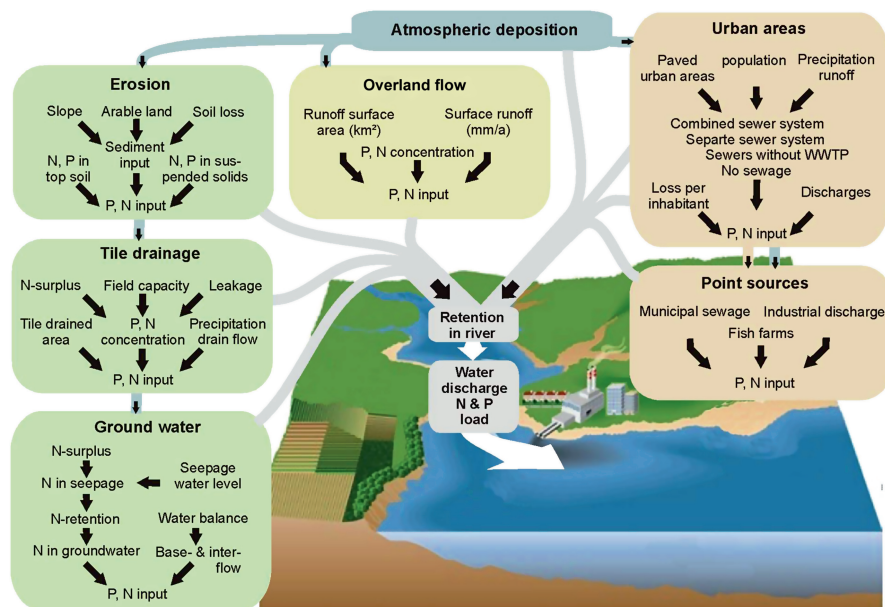 Atmospheric deposition
Erosion
Slope
Arable land
Soil loss
Sediment
input
N, P in
top soil
N, P in sus-
pended solids
P, N input
Overland flow
Runoff surface
area (km²)
Surface runoff
(mm/a)
P, N concentration
P, N input
Urban areas
Paved
urban areas
population
Precipitation
runoff
Combined sewer system
Separte sewer system
Sewers without WWTP
No sewage
Loss per
inhabitant
Discharges
P, N input
Tile drainage
N-surplus
Field capacity
Leakage
P, N
concentration
Tile drained
area
Precipitation
drain flow
P, N input
Point sources
Municipal sewage
Industrial discharge
Fish farms
P, N input
Retention
in river
Water
discharge
N & P
load
Ground water
N-surplus
N in seepage
Seepage
water level
N-retention
Water balance
N in groundwater
Base- & inter-
flow
P, N input